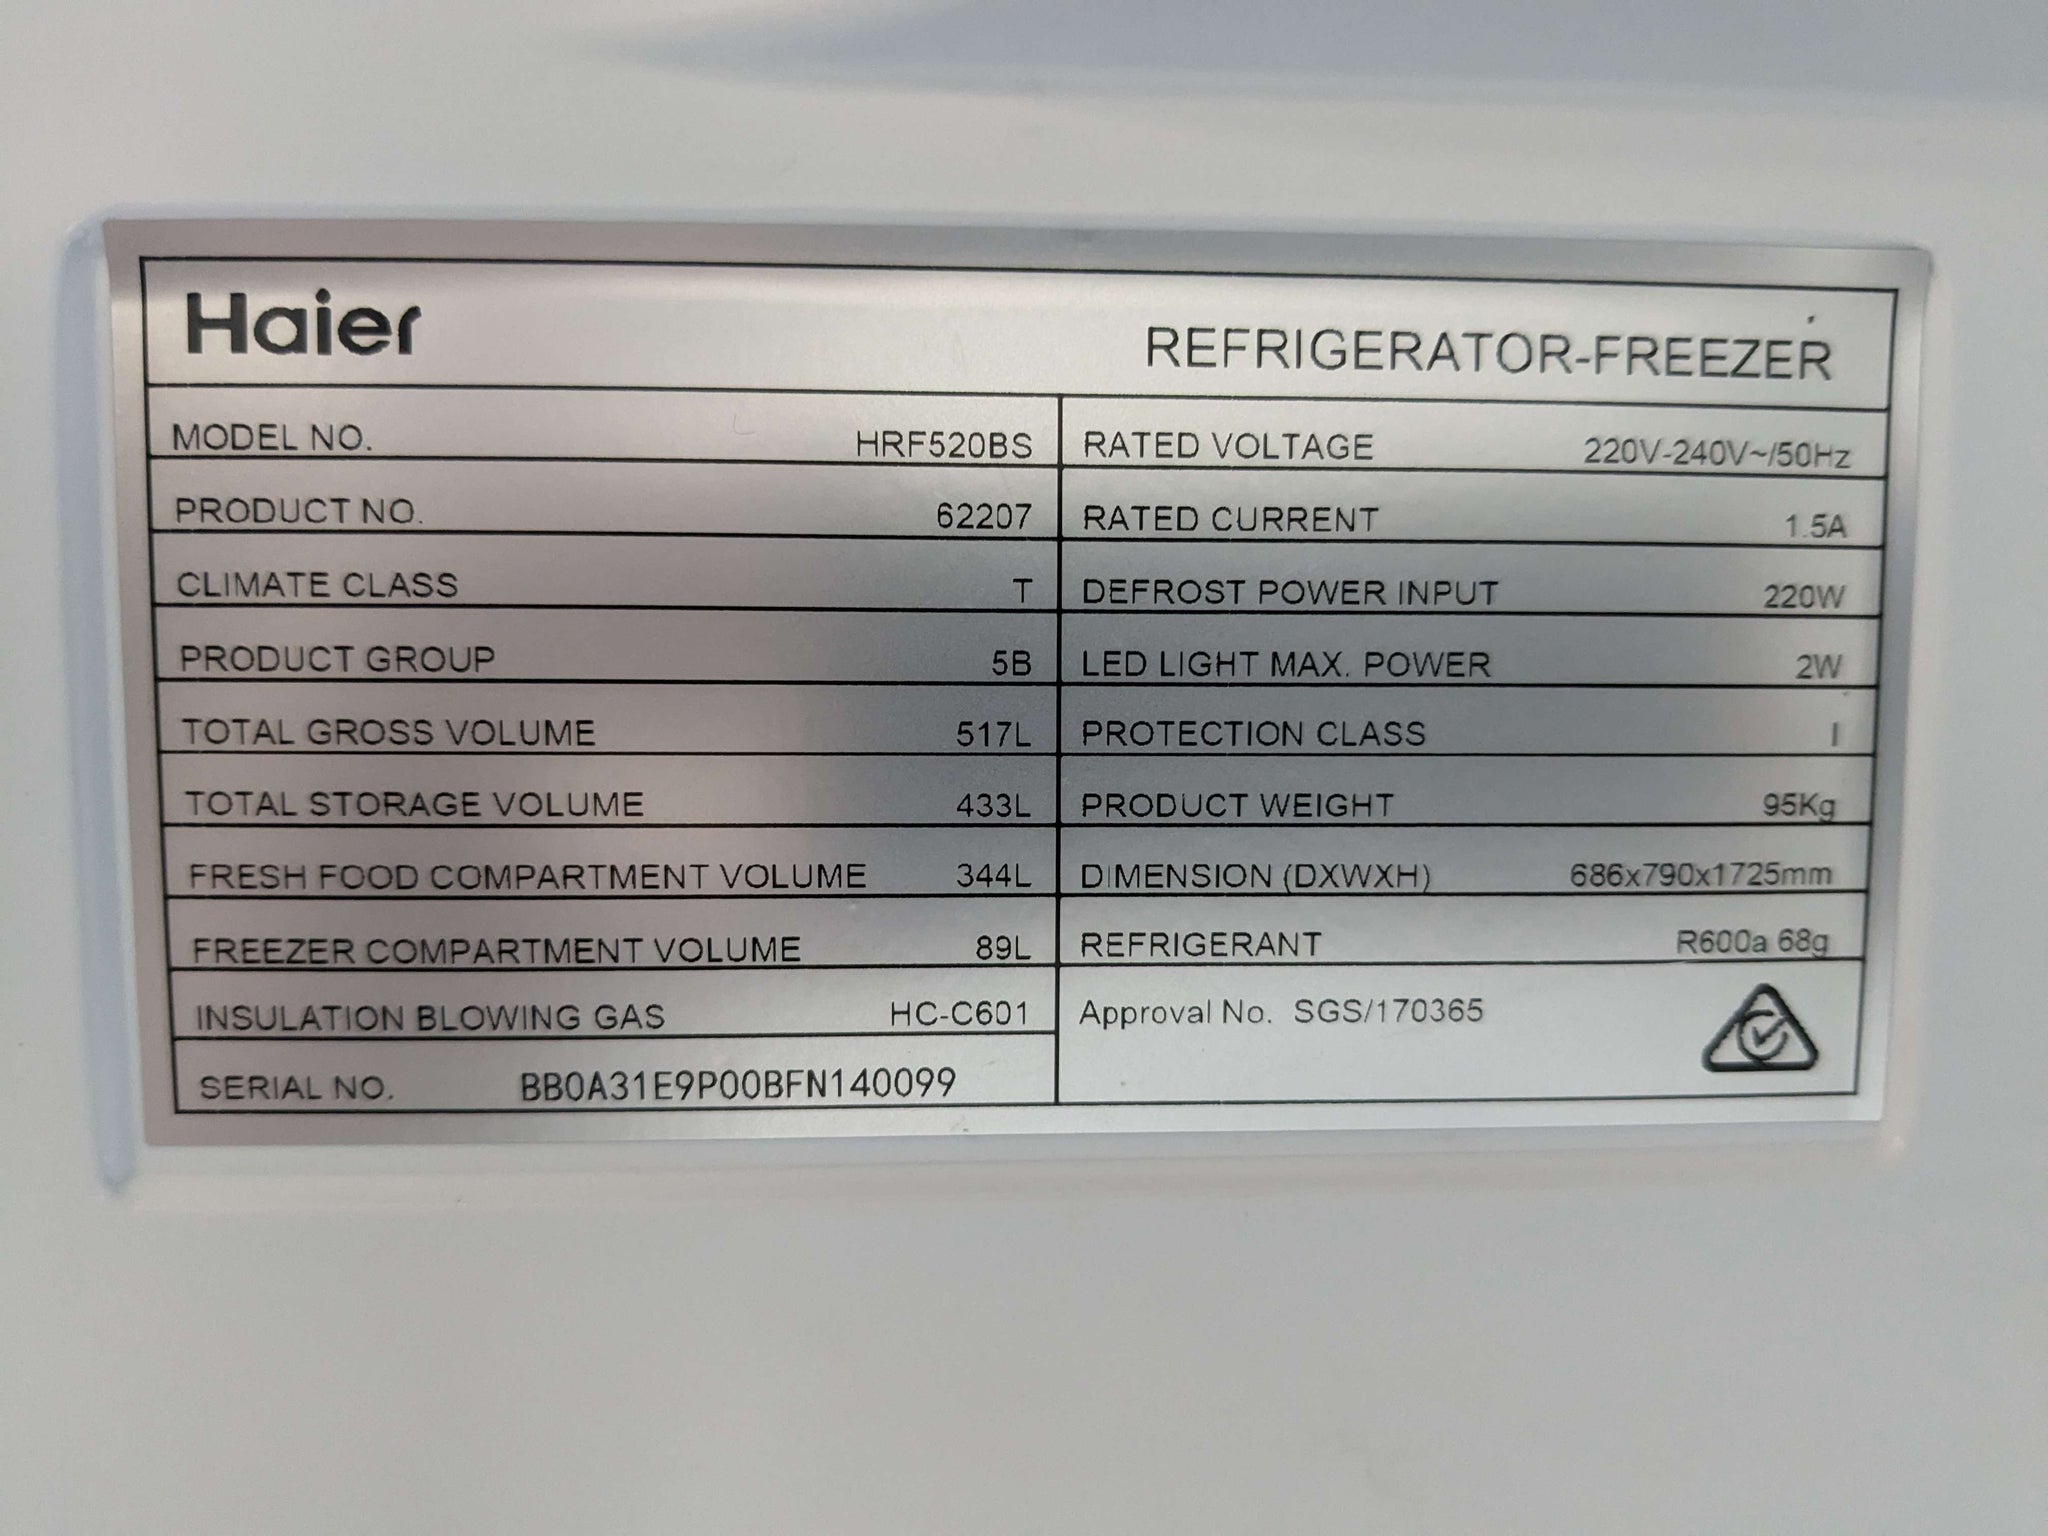 Haier
REFRIGERATOR-FREEZER
MODEL NO. HRF520BS
PRODUCT NO. 62207
CLIMATE CLASS T
PRODUCT GROUP 5B
TOTAL GROSS VOLUME 517L
TOTAL STORAGE VOLUME 433L
FRESH FOOD COMPARTMENT VOLUME 344L
FREEZER COMPARTMENT VOLUME 89L
INSULATION BLOWING GAS HC-C601
SERIAL NO. BB0A31E9P00BFN140099
RATED VOLTAGE 220V-240V~/50Hz
RATED CURRENT 1.5A
DEFROST POWER INPUT 220W
LED LIGHT MAX. POWER 2W
PROTECTION CLASS I
PRODUCT WEIGHT 95Kg
DIMENSION (DXWXH) 686x790x1725mm
REFRIGERANT R600a 68g
Approval No. SGS/170365